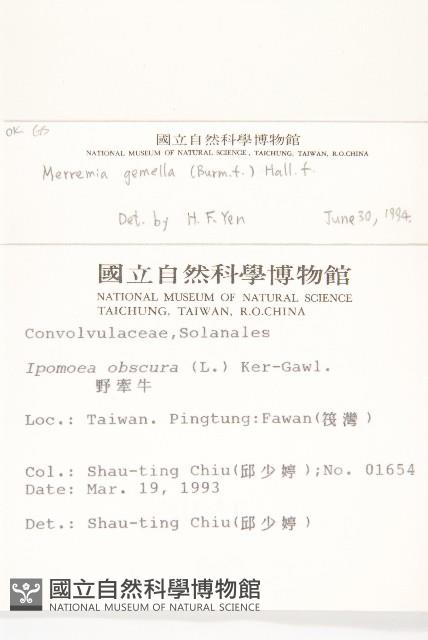 OK GS
國立自然科學博物館
NATIONAL MUSEUM OF NATURAL SCIENCE, TAICHUNG, TAIWAN, R.O.CHINA
Merremia gemella (Burm.f.) Hall.f.
Det. by H.F.Yen June 30, 1994.
國立自然科學博物館
NATIONAL MUSEUM OF NATURAL SCIENCE
TAICHUNG, TAIWAN, R.O.CHINA
Convolvulaceae,Solanales
Ipomoea obscura (L.) Ker-Gawl.
野牽牛
Loc.: Taiwan. Pingtung:Fawan(筏灣)
Col.: Shau-ting Chiu(邱少婷);No. 01654
Date: Mar. 19, 1993
Det.: Shau-ting Chiu(邱少婷)
國立自然科學博物館
NATIONAL MUSEUM OF NATURAL SCIENCE